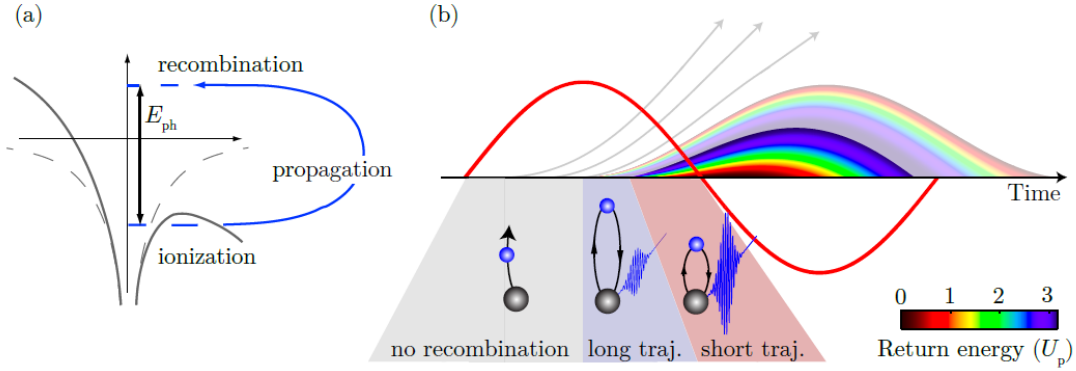 (a)
recombination
E_ph
propagation
ionization
(b)
Time
no recombination
long traj.
short traj.
0 1 2 3
Return energy (U_p)